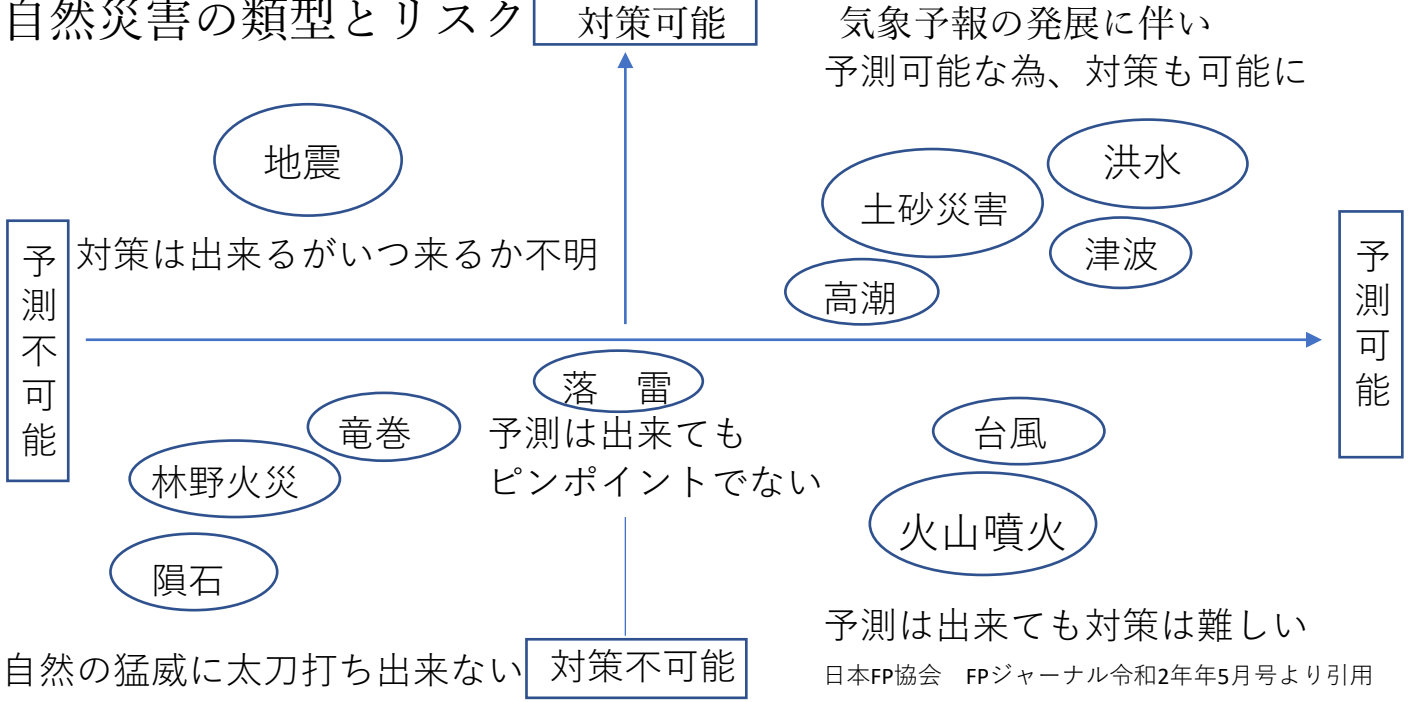 自然災害の類型とリスク
対策可能
気象予報の発展に伴い
予測可能な為、対策も可能に
地震
洪水
土砂災害
津波
高潮
対策は出来るがいつ来るか不明
予測不可能
予測可能
落　雷
予測は出来ても
ピンポイントでない
竜巻
林野火災
隕石
台風
火山噴火
予測は出来ても対策は難しい
自然の猛威に太刀打ち出来ない
対策不可能
日本FP協会　FPジャーナル令和2年年5月号より引用